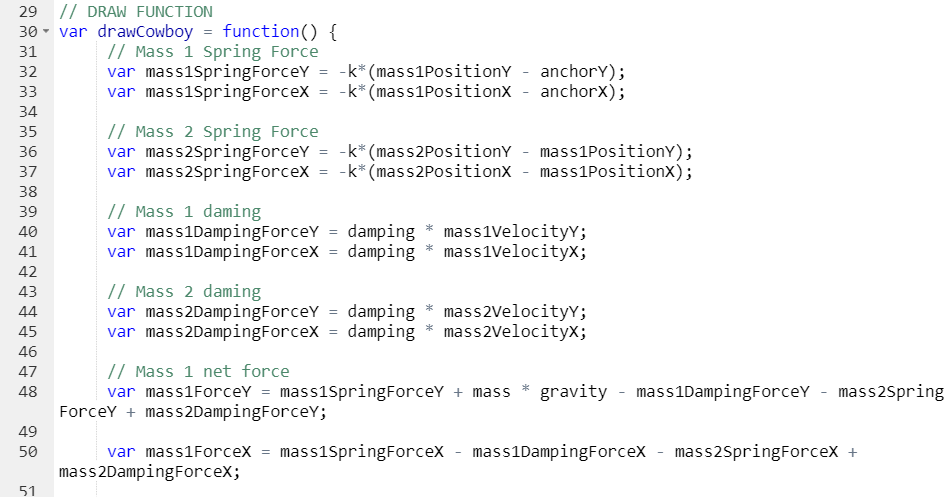 29 // DRAW FUNCTION
30 var drawCowboy = function() {
31 // Mass 1 Spring Force
32 var mass1SpringForceY = -k*(mass1PositionY - anchorY);
33 var mass1SpringForceX = -k*(mass1PositionX - anchorX);
34
35 // Mass 2 Spring Force
36 var mass2SpringForceY = -k*(mass2PositionY - mass1PositionY);
37 var mass2SpringForceX = -k*(mass2PositionX - mass1PositionX);
38
39 // Mass 1 daming
40 var mass1DampingForceY = damping * mass1VelocityY;
41 var mass1DampingForceX = damping * mass1VelocityX;
42
43 // Mass 2 daming
44 var mass2DampingForceY = damping * mass2VelocityY;
45 var mass2DampingForceX = damping * mass2VelocityX;
46
47 // Mass 1 net force
48 var mass1ForceY = mass1SpringForceY + mass * gravity - mass1DampingForceY - mass2Spring
ForceY + mass2DampingForceY;
49
50 var mass1ForceX = mass1SpringForceX - mass1DampingForceX - mass2SpringForceX +
mass2DampingForceX;
51